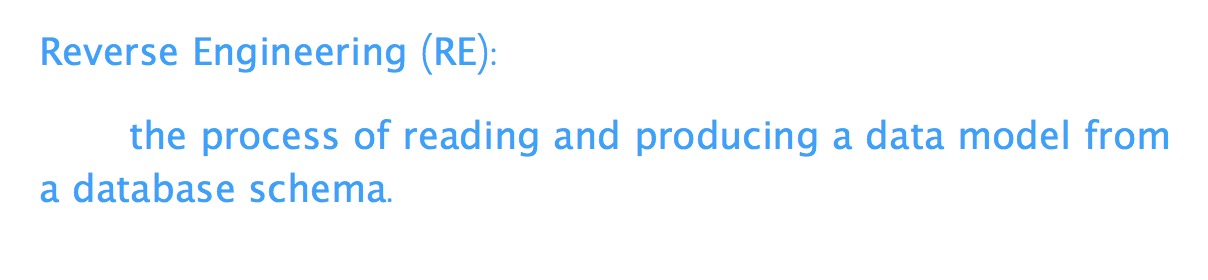 Reverse Engineering (RE):
the process of reading and producing a data model from
a database schema.